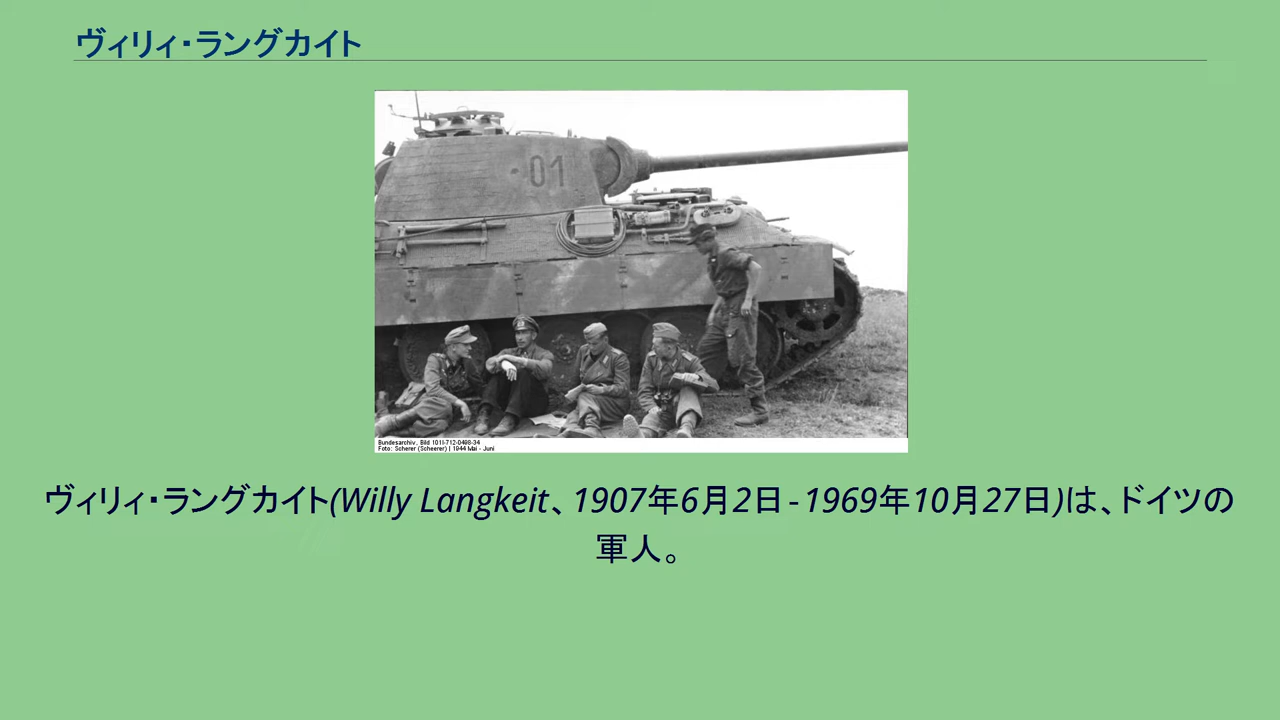 ヴィリィ・ラングカイト
01
Bundesarchiv, Bild 101I-712-0498-34
Foto: Scherer (Scheerer) | 1944 Mai - Juni
ヴィリィ・ラングカイト(Willy Langkeit、1907年6月2日-1969年10月27日)は、ドイツの
軍人。